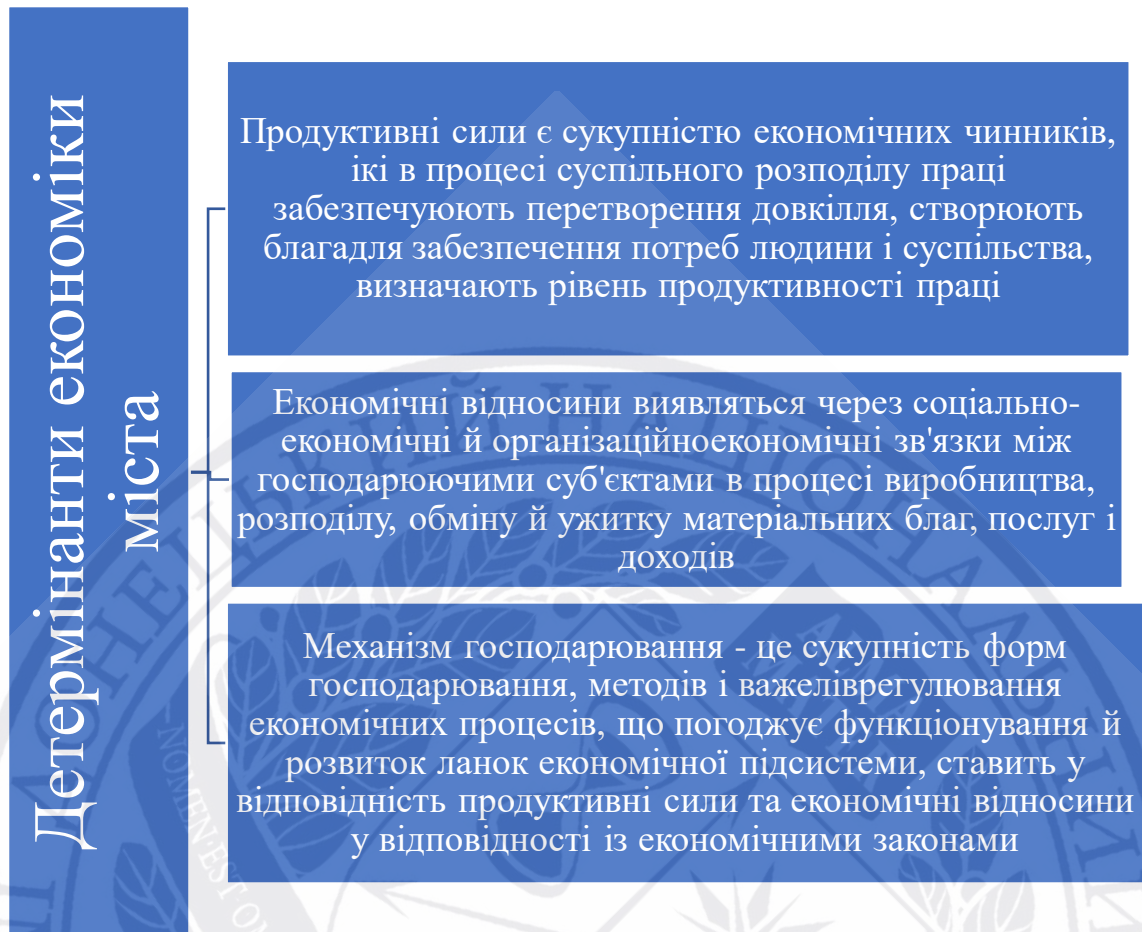 Детермінанти економіки
міста
Продуктивні сили є сукупністю економічних чинників,
ікі в процесі суспільного розподілу праці
забезпечуюють перетворення довкілля, створюють
благадля забезпечення потреб людини і суспільства,
визначають рівень продуктивності праці
Економічні відносини виявляться через соціально-
економічні й організаційноекономічні зв'язки між
господарюючими суб'єктами в процесі виробництва,
розподілу, обміну й ужитку матеріальних благ, послуг і
доходів
Механізм господарювання - це сукупність форм
господарювання, методів і важеліврегулювання
економічних процесів, що погоджує функціонування й
розвиток ланок економічної підсистеми, ставить у
відповідність продуктивні сили та економічні відносини
у відповідності із економічними законами